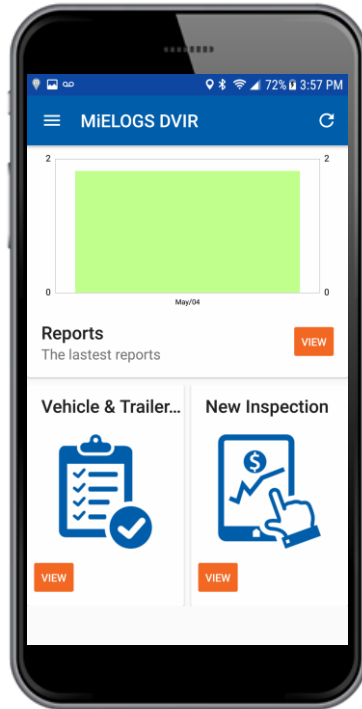 72% 3:57 PM
MiELOGS DVIR
2 2
0 0
May/04
Reports
The lastest reports
VIEW
Vehicle & Trailer... New Inspection
$
VIEW VIEW